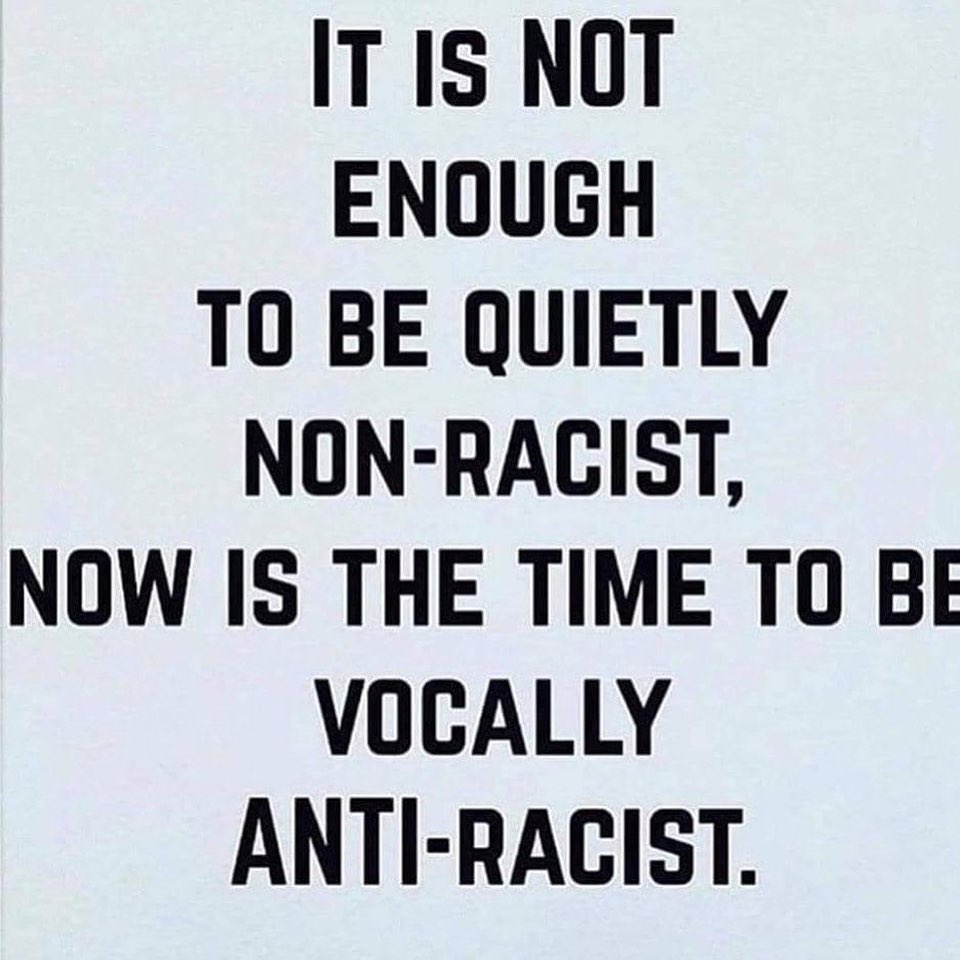 IT IS NOT
ENOUGH
TO BE QUIETLY
NON-RACIST,
NOW IS THE TIME TO BE
VOCALLY
ANTI-RACIST.